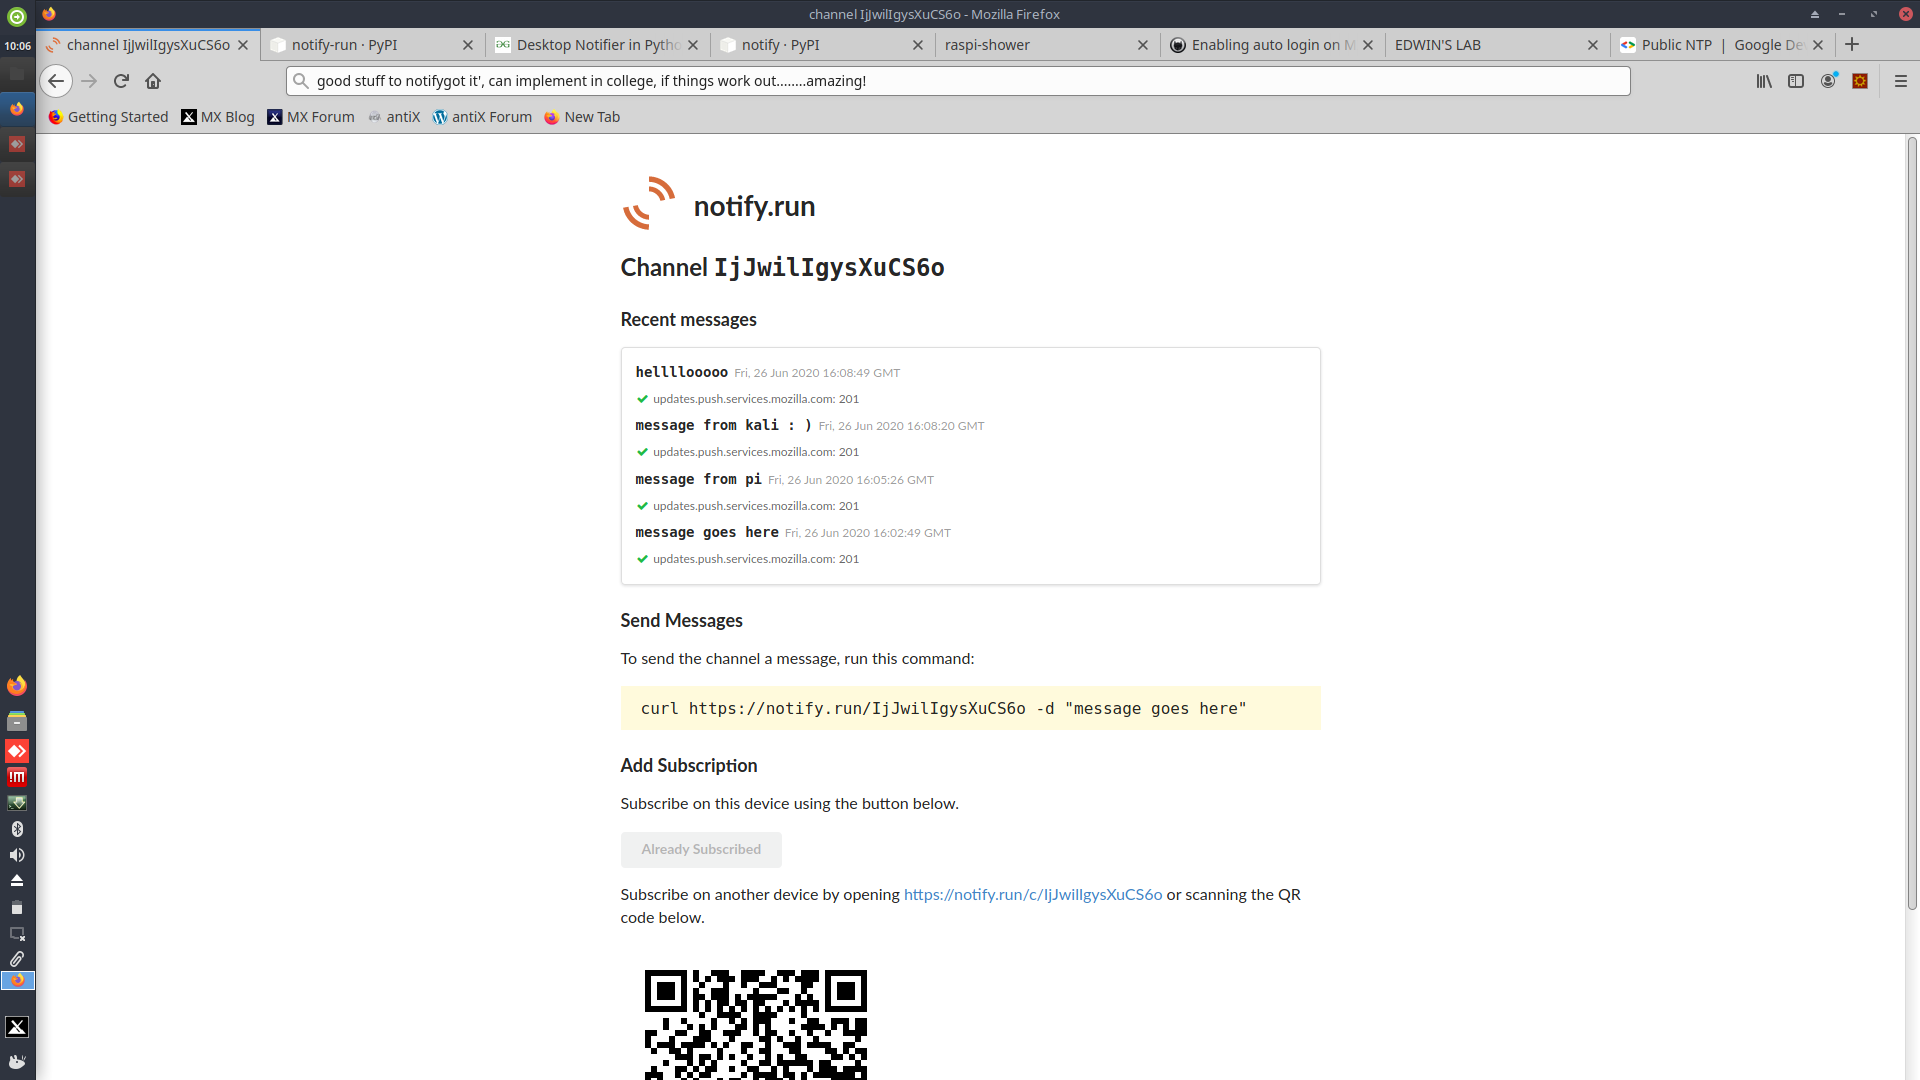 channel IjJwilIgysXuCS6o - Mozilla Firefox
10:06
channel IjJwilIgysXuCS6o
notify-run · PyPI
Desktop Notifier in Pytho
notify · PyPI
raspi-shower
Enabling auto login on M
EDWIN'S LAB
Public NTP | Google De
good stuff to notifygot it', can implement in college, if things work out........amazing!
Getting Started
MX Blog
MX Forum
antiX
antiX Forum
New Tab
notify.run
Channel IjJwilIgysXuCS6o
Recent messages
hellllooooo Fri, 26 Jun 2020 16:08:49 GMT
updates.push.services.mozilla.com: 201
message from kali : ) Fri, 26 Jun 2020 16:08:20 GMT
updates.push.services.mozilla.com: 201
message from pi Fri, 26 Jun 2020 16:05:26 GMT
updates.push.services.mozilla.com: 201
message goes here Fri, 26 Jun 2020 16:02:49 GMT
updates.push.services.mozilla.com: 201
Send Messages
To send the channel a message, run this command:
curl https://notify.run/IjJwilIgysXuCS6o -d "message goes here"
Add Subscription
Subscribe on this device using the button below.
Already Subscribed
Subscribe on another device by opening https://notify.run/c/IjJwilIgysXuCS6o or scanning the QR
code below.